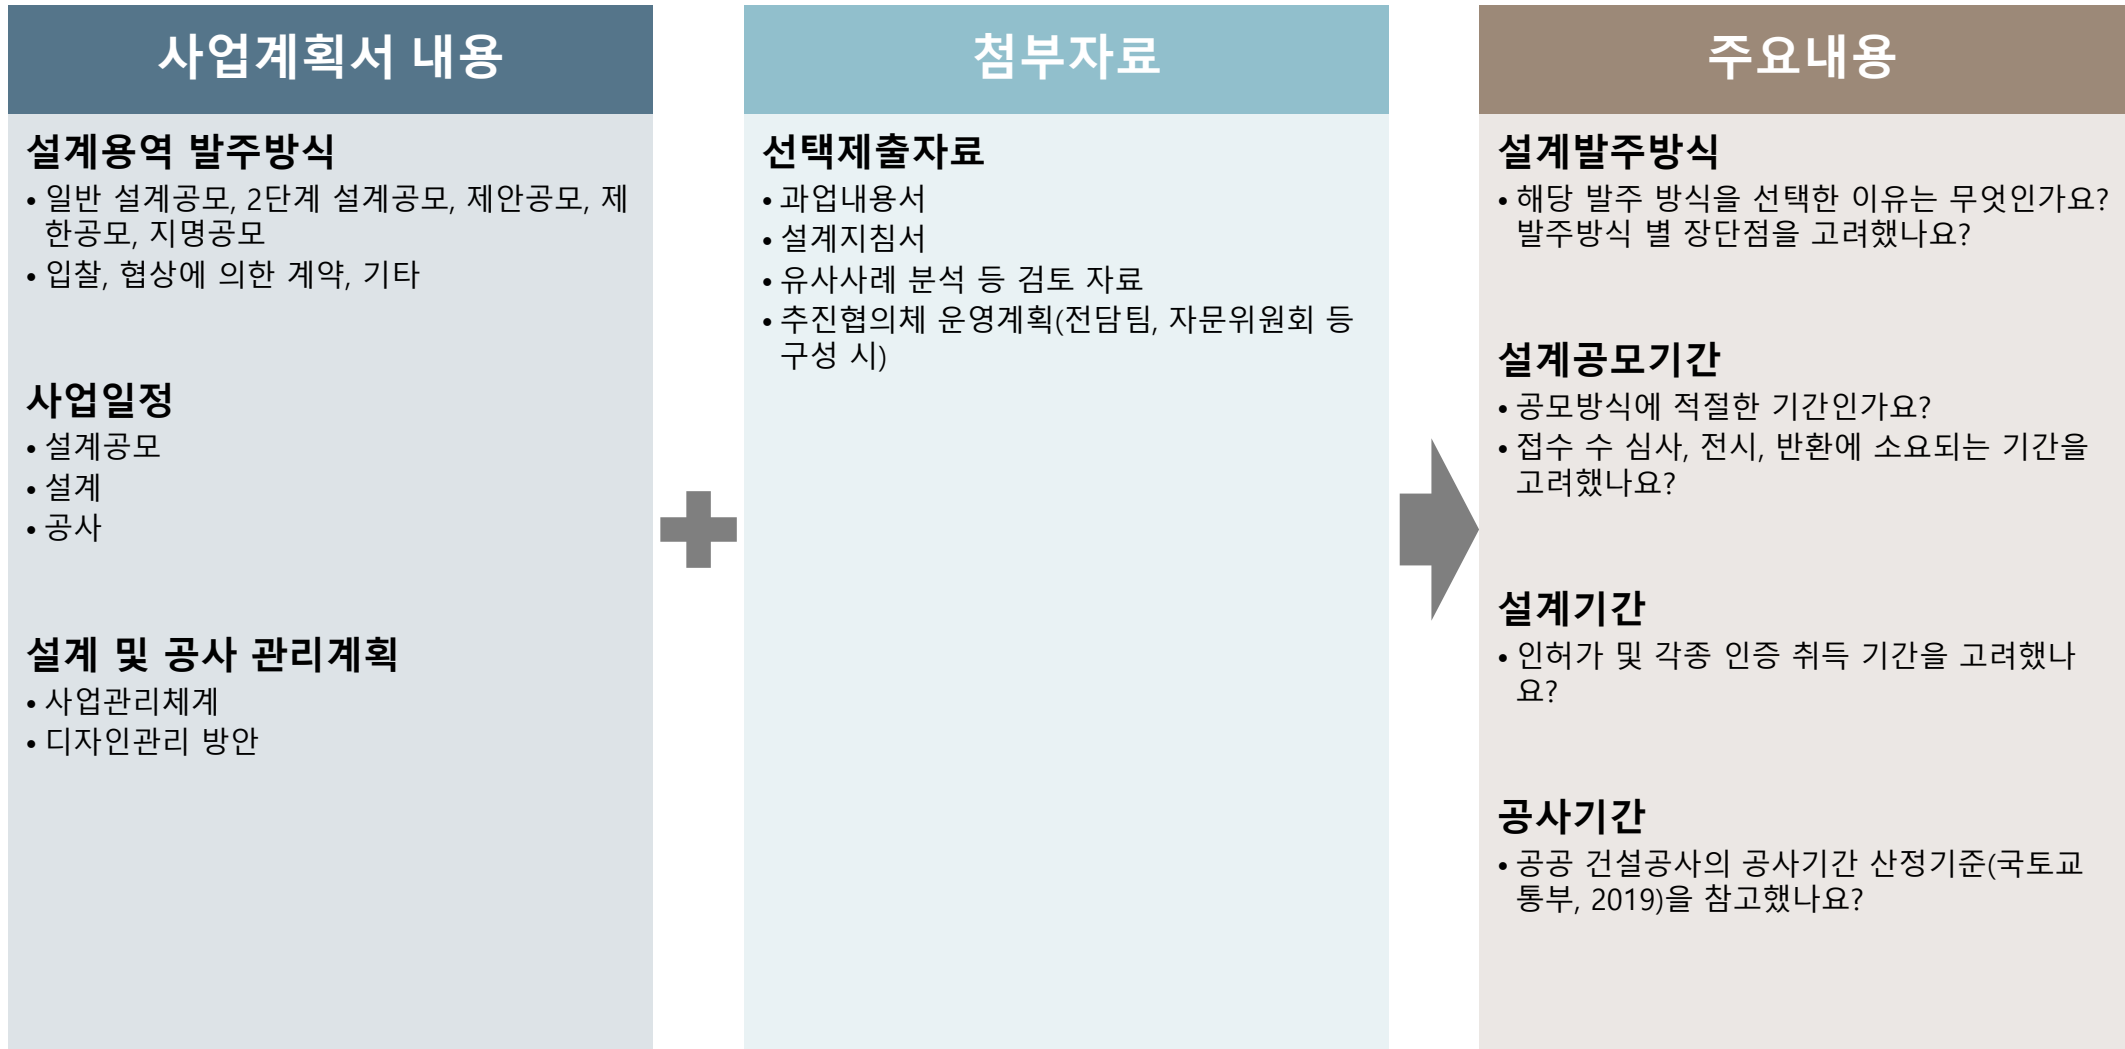 사업계획서 내용
설계용역 발주방식
• 일반 설계공모, 2단계 설계공모, 제안공모, 제
한공모, 지명공모
• 입찰, 협상에 의한 계약, 기타
사업일정
• 설계공모
• 설계
• 공사
설계 및 공사 관리계획
• 사업관리체계
• 디자인관리 방안
첨부자료
선택제출자료
• 과업내용서
• 설계지침서
• 유사사례 분석 등 검토 자료
• 추진협의체 운영계획(전담팀, 자문위원회 등
구성 시)
주요내용
설계발주방식
• 해당 발주 방식을 선택한 이유는 무엇인가요?
발주방식 별 장단점을 고려했나요?
설계공모기간
• 공모방식에 적절한 기간인가요?
• 접수 수 심사, 전시, 반환에 소요되는 기간을
고려했나요?
설계기간
• 인허가 및 각종 인증 취득 기간을 고려했나
요?
공사기간
• 공공 건설공사의 공사기간 산정기준(국토교
통부, 2019)을 참고했나요?